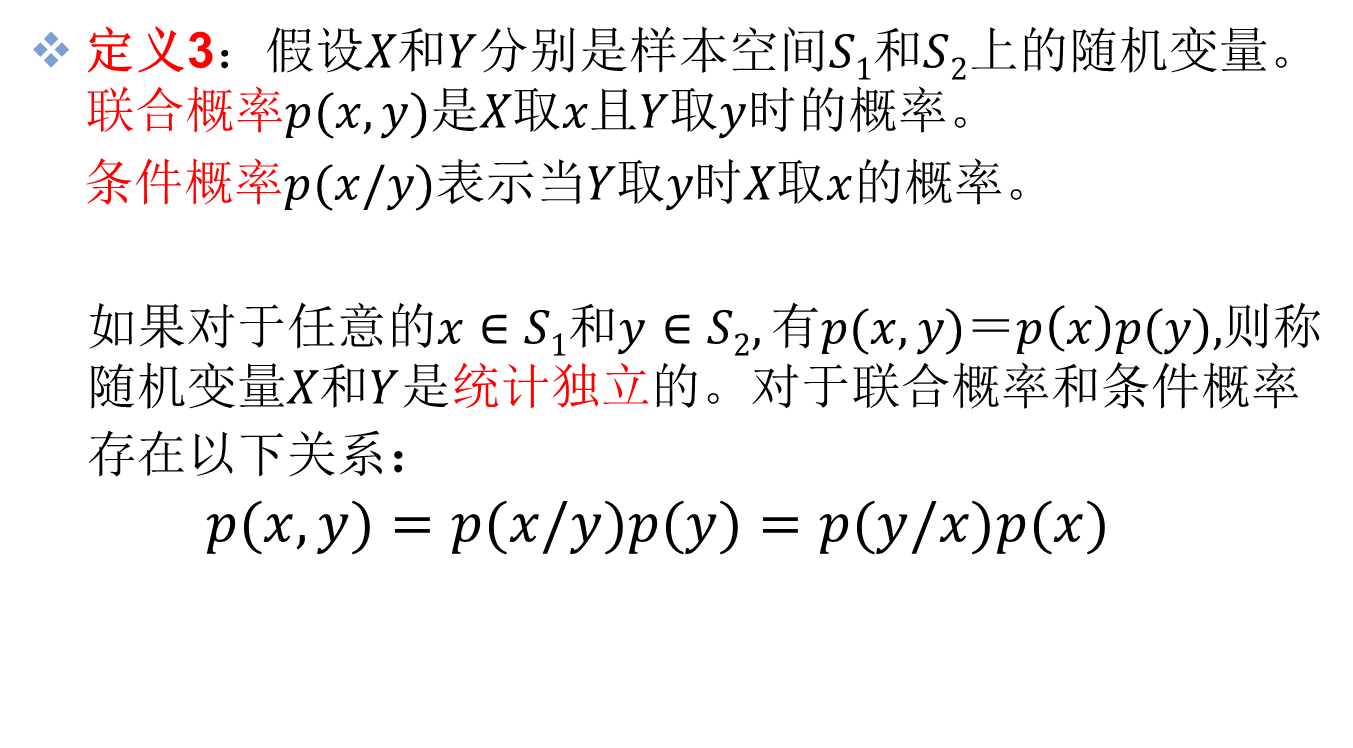 ❖ 定义3：假设𝑋和𝑌分别是样本空间𝑆₁和𝑆₂上的随机变量。
联合概率𝑝(𝑥, 𝑦)是𝑋取𝑥且𝑌取𝑦时的概率。
条件概率𝑝(𝑥/𝑦)表示当𝑌取𝑦时𝑋取𝑥的概率。
如果对于任意的𝑥 ∈ 𝑆₁和𝑦 ∈ 𝑆₂, 有𝑝(𝑥, 𝑦)＝𝑝(𝑥)𝑝(𝑦),则称
随机变量𝑋和𝑌是统计独立的。对于联合概率和条件概率
存在以下关系：
𝑝(𝑥, 𝑦) = 𝑝(𝑥/𝑦)𝑝(𝑦) = 𝑝(𝑦/𝑥)𝑝(𝑥)